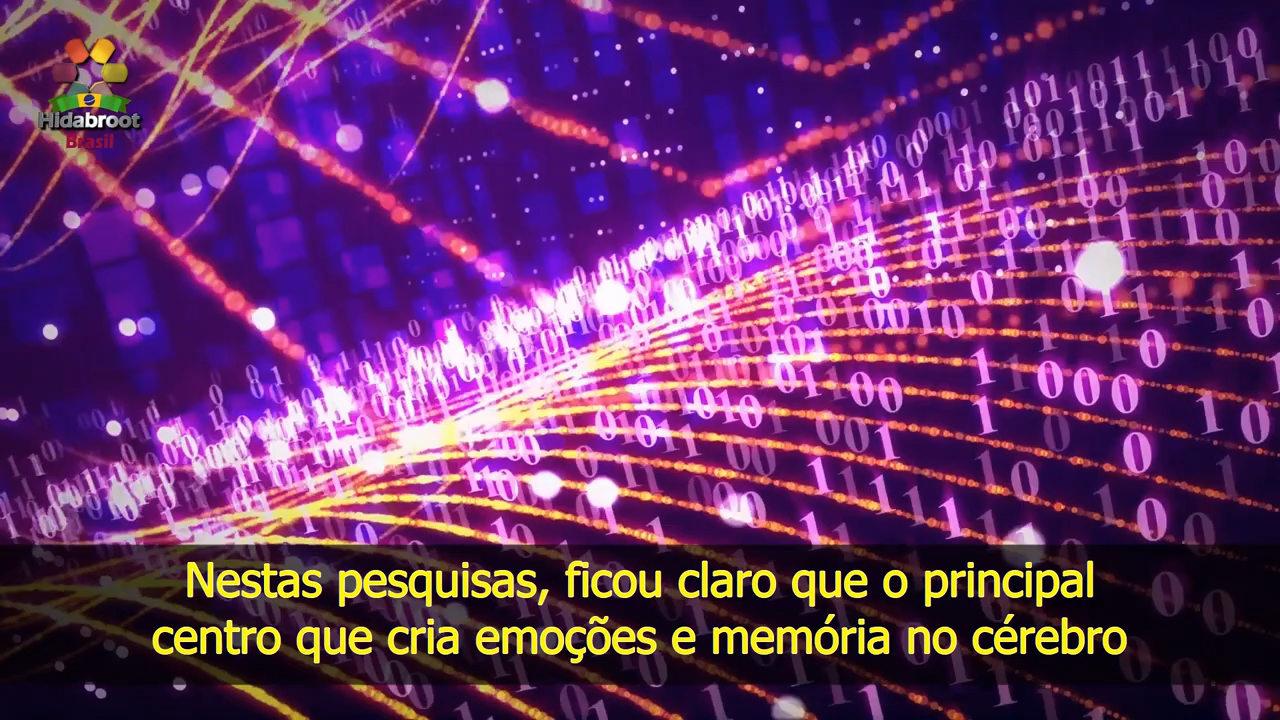 Hidabroot
Brasil
Nestas pesquisas, ficou claro que o principal
centro que cria emoções e memória no cérebro